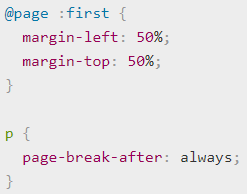 @page :first {
  margin-left: 50%;
  margin-top: 50%;
}

p {
  page-break-after: always;
}